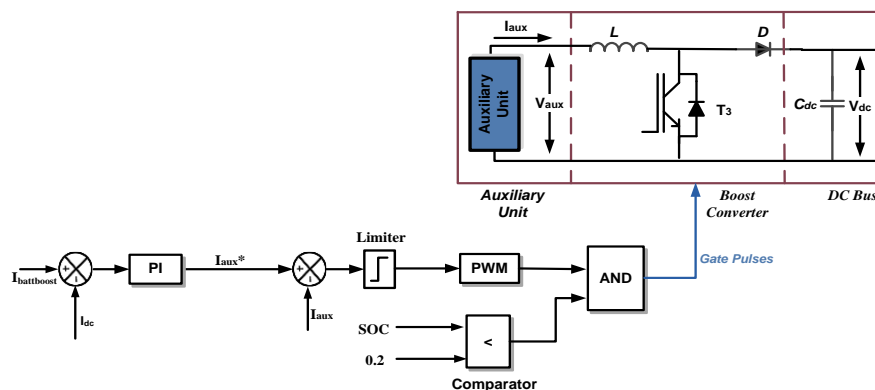 Iaux
L
D
Auxiliary
Unit
Vaux
T3
Cdc
Vdc
Auxiliary
Unit
Boost
Converter
DC Bus
Limiter
Ibattboost
+
-
PI
Iaux*
+
-
PWM
AND
Gate Pulses
Idc
Iaux
SOC
0.2
<
Comparator